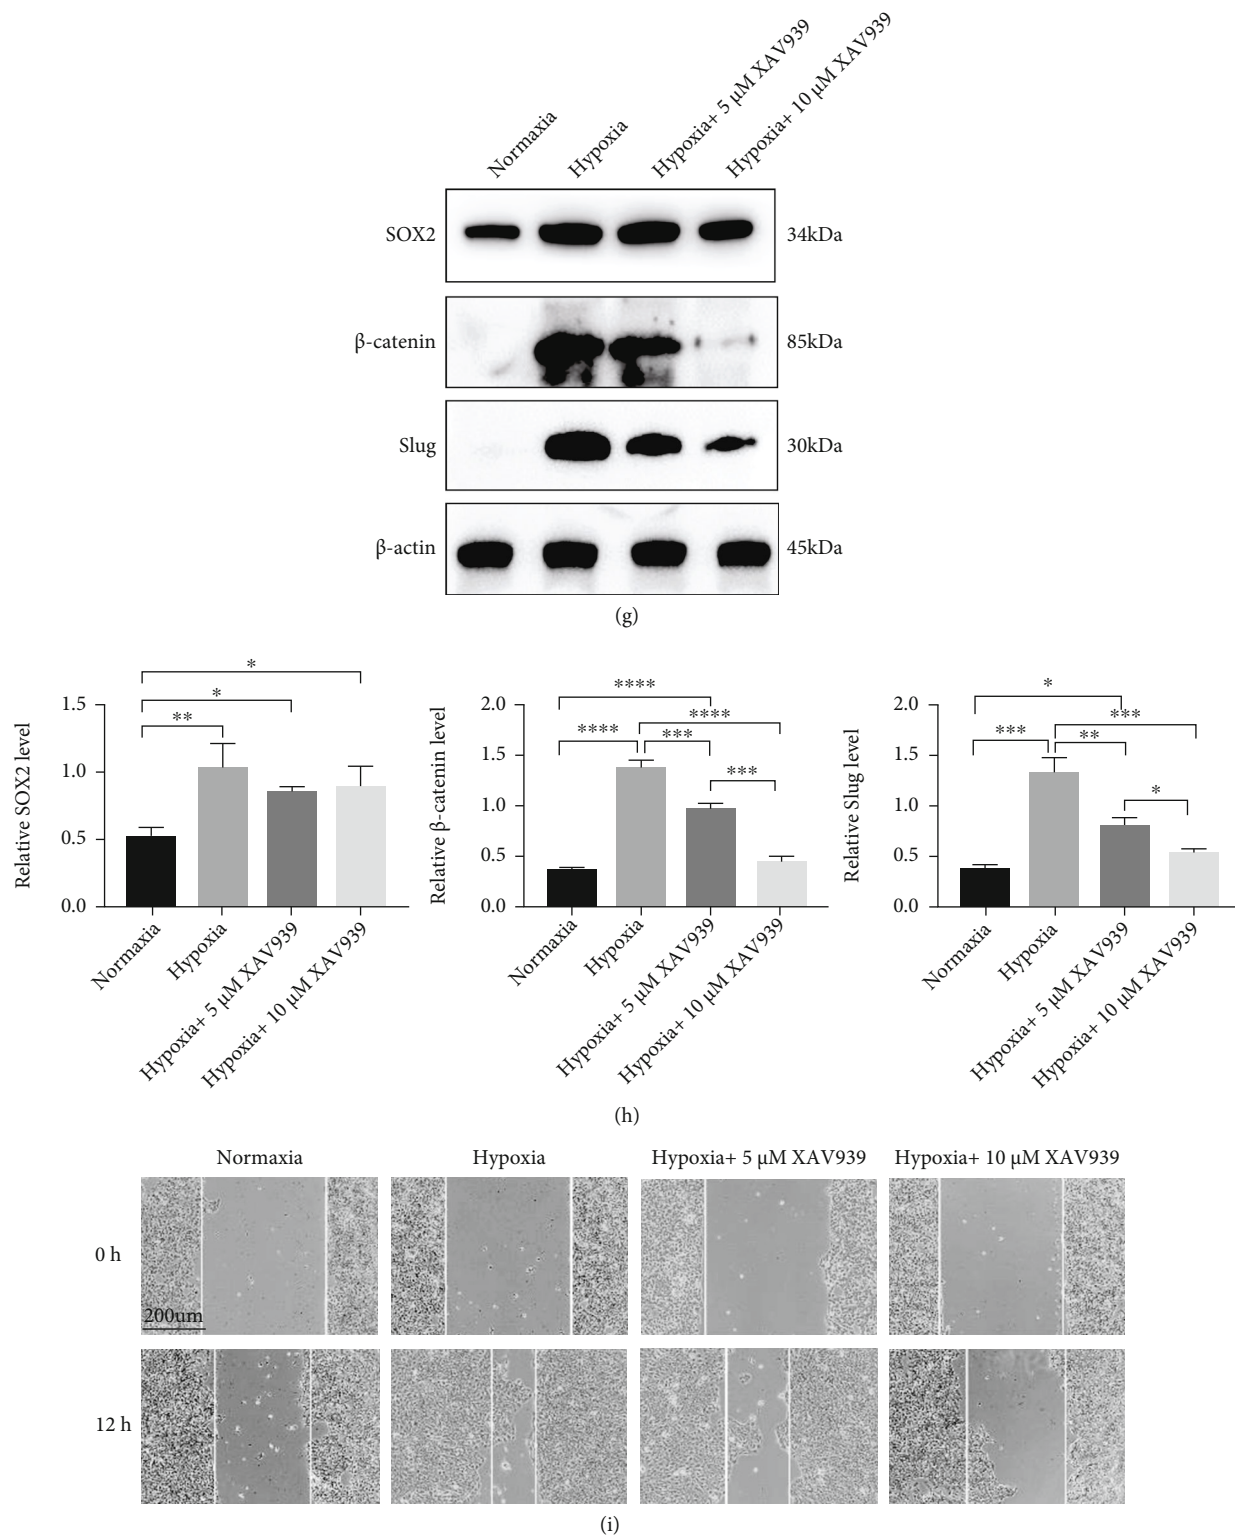 Normaxia
Hypoxia
Hypoxia+ 5 μM XAV939
Hypoxia+ 10 μM XAV939
SOX2 34kDa
β-catenin 85kDa
Slug 30kDa
β-actin 45kDa
(g)
Relative SOX2 level
1.5
1.0
0.5
0.0
*
*
**
Normaxia
Hypoxia
Hypoxia+ 5 μM XAV939
Hypoxia+ 10 μM XAV939
Relative β-catenin level
2.0
1.5
1.0
0.5
0.0
****
****
**** ***
***
Normaxia
Hypoxia
Hypoxia+ 5 μM XAV939
Hypoxia+ 10 μM XAV939
Relative Slug level
2.0
1.5
1.0
0.5
0.0
*
***
*** **
*
Normaxia
Hypoxia
Hypoxia+ 5 μM XAV939
Hypoxia+ 10 μM XAV939
(h)
Normaxia Hypoxia Hypoxia+ 5 μM XAV939 Hypoxia+ 10 μM XAV939
0 h
200um
12 h
(i)